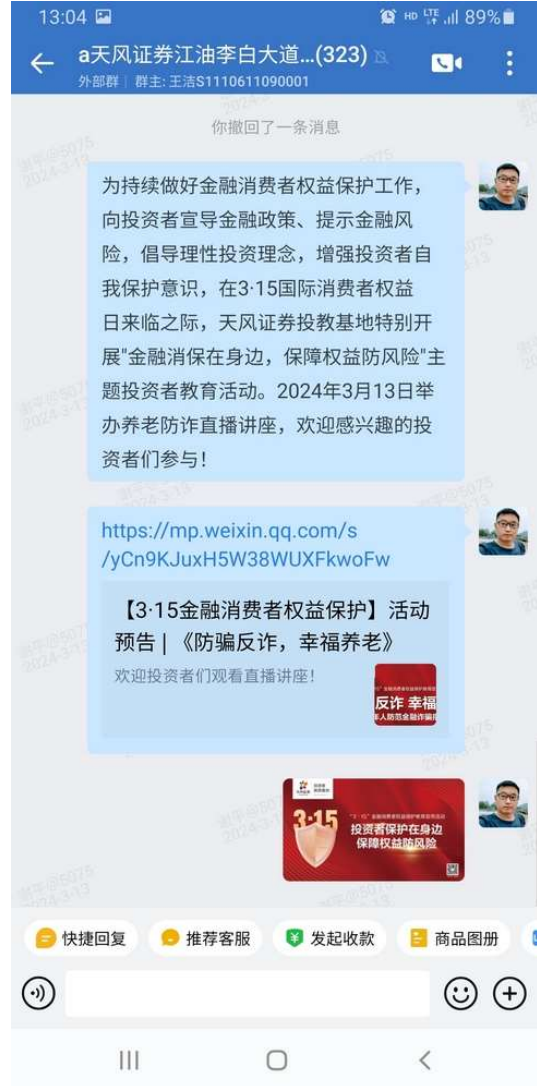 13:04
HD LTE 89%
a天风证券江油李白大道...(323)
外部群 | 群主: 王洁S1110611090001
你撤回了一条消息
为持续做好金融消费者权益保护工作，
向投资者宣导金融政策、提示金融风
险，倡导理性投资理念，增强投资者自
我保护意识，在3·15国际消费者权益
日来临之际，天风证券投教基地特别开
展"金融消保在身边，保障权益防风险"主
题投资者教育活动。2024年3月13日举
办养老防诈直播讲座，欢迎感兴趣的投
资者们参与！
https://mp.weixin.qq.com/s
/yCn9KJuxH5W38WUXFkwoFw
【3·15金融消费者权益保护】活动
预告 | 《防骗反诈，幸福养老》
欢迎投资者们观看直播讲座！
反诈 幸福
人防范金融诈骗
3·15
投资者保护在身边
保障权益防风险
快捷回复
推荐客服
发起收款
商品图册